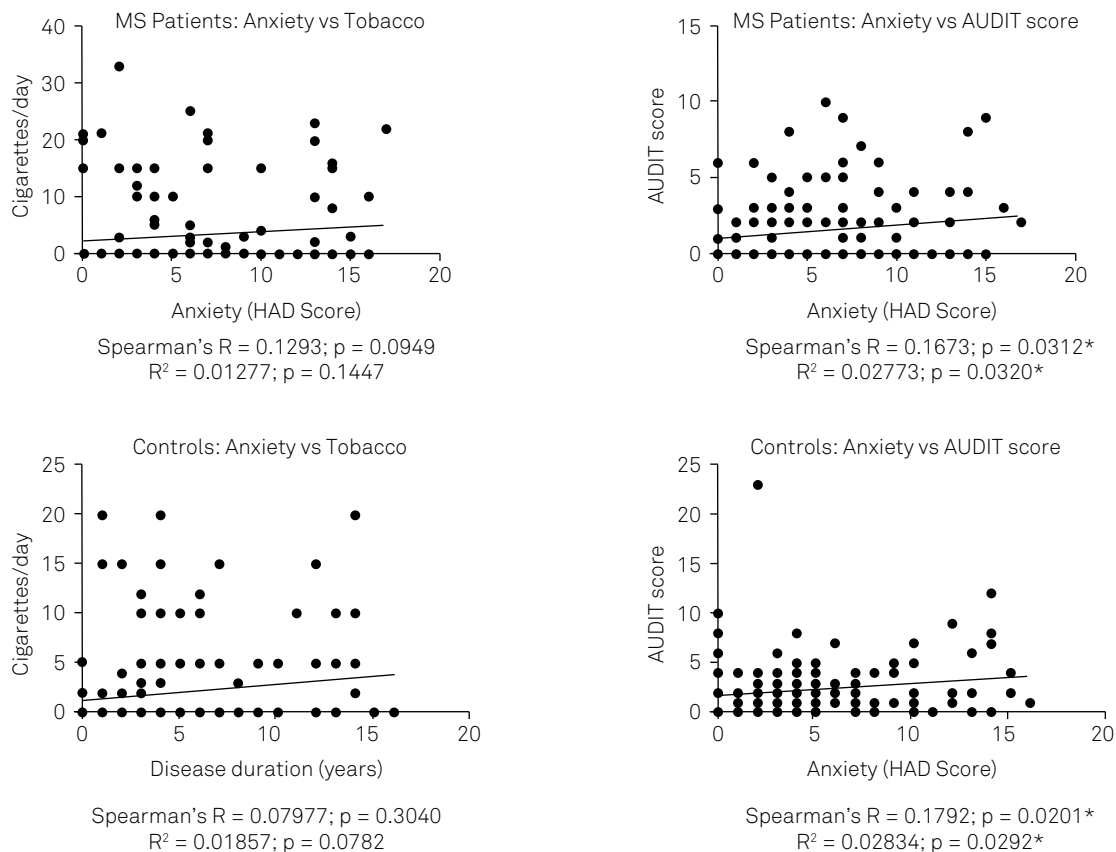 MS Patients: Anxiety vs Tobacco
40
30
20
10
0
Cigarettes/day
0 5 10 15 20
Anxiety (HAD Score)
Spearman’s R = 0.1293; p = 0.0949
R² = 0.01277; p = 0.1447
MS Patients: Anxiety vs AUDIT score
15
10
5
0
AUDIT score
0 5 10 15 20
Anxiety (HAD Score)
Spearman’s R = 0.1673; p = 0.0312*
R² = 0.02773; p = 0.0320*
Controls: Anxiety vs Tobacco
25
20
15
10
5
0
Cigarettes/day
0 5 10 15 20
Disease duration (years)
Spearman’s R = 0.07977; p = 0.3040
R² = 0.01857; p = 0.0782
Controls: Anxiety vs AUDIT score
25
20
15
10
5
0
AUDIT score
0 5 10 15 20
Anxiety (HAD Score)
Spearman’s R = 0.1792; p = 0.0201*
R² = 0.02834; p = 0.0292*